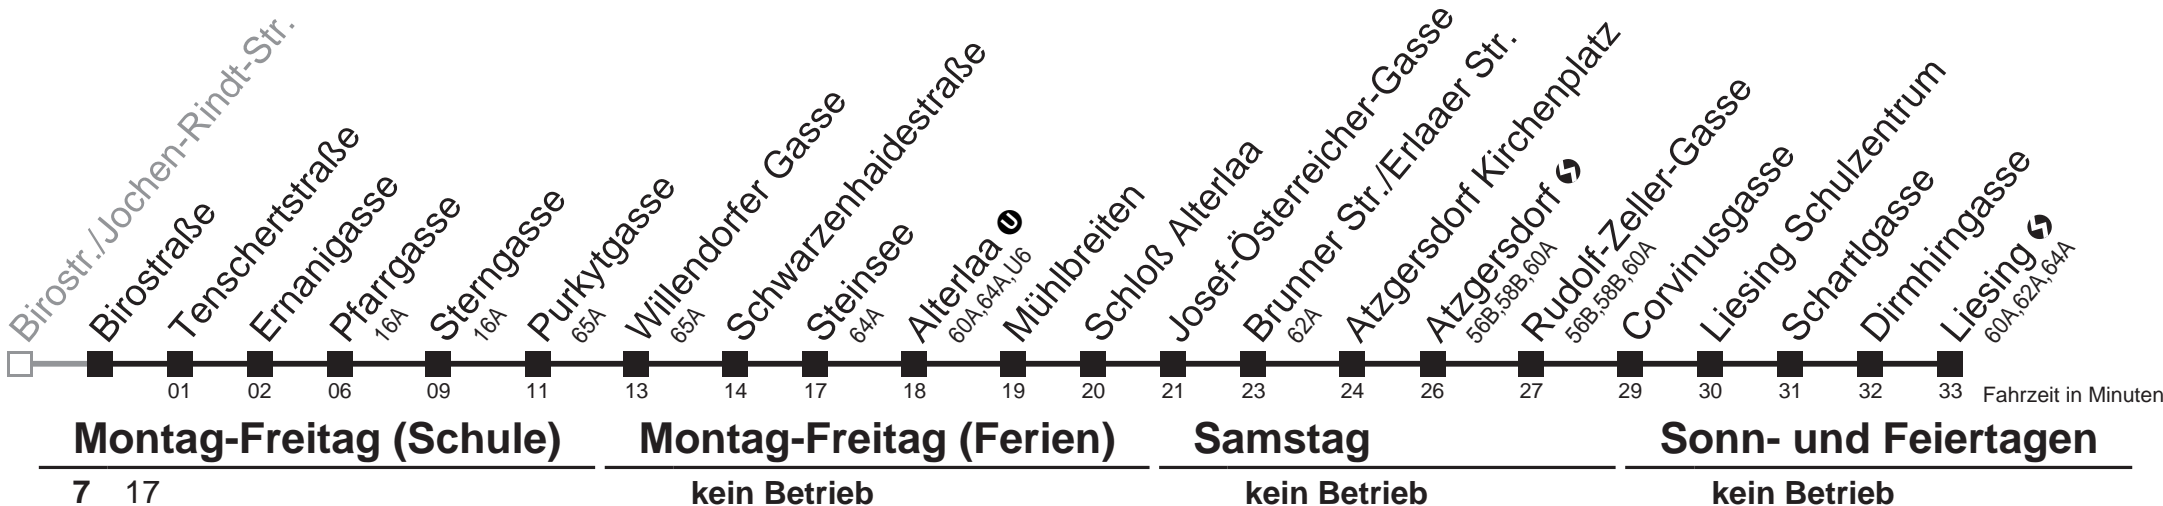 Birostr./Jochen-Rindt-Str.
Birostraße
Tenschertstraße
Ernanigasse
Pfarrgasse
16A
Sterngasse
16A
Purkytgasse
65A
Willendorfer Gasse
65A
Schwarzenhaidestraße
Steinsee
64A
Alterlaa U
60A,64A,U6
Mühlbreiten
Schloß Alterlaa
Josef-Österreicher-Gasse
Brunner Str./Erlaaer Str.
62A
Atzgersdorf Kirchenplatz
Atzgersdorf
56B,58B,60A
Rudolf-Zeller-Gasse
56B,58B,60A
Corvinusgasse
Liesing Schulzentrum
Schartlgasse
Dirmhirngasse
Liesing
60A,62A,64A
01 02 06 09 11 13 14 17 18 19 20 21 23 24 26 27 29 30 31 32 33 Fahrzeit in Minuten
Montag-Freitag (Schule) Montag-Freitag (Ferien) Samstag Sonn- und Feiertagen
7 17 kein Betrieb kein Betrieb kein Betrieb